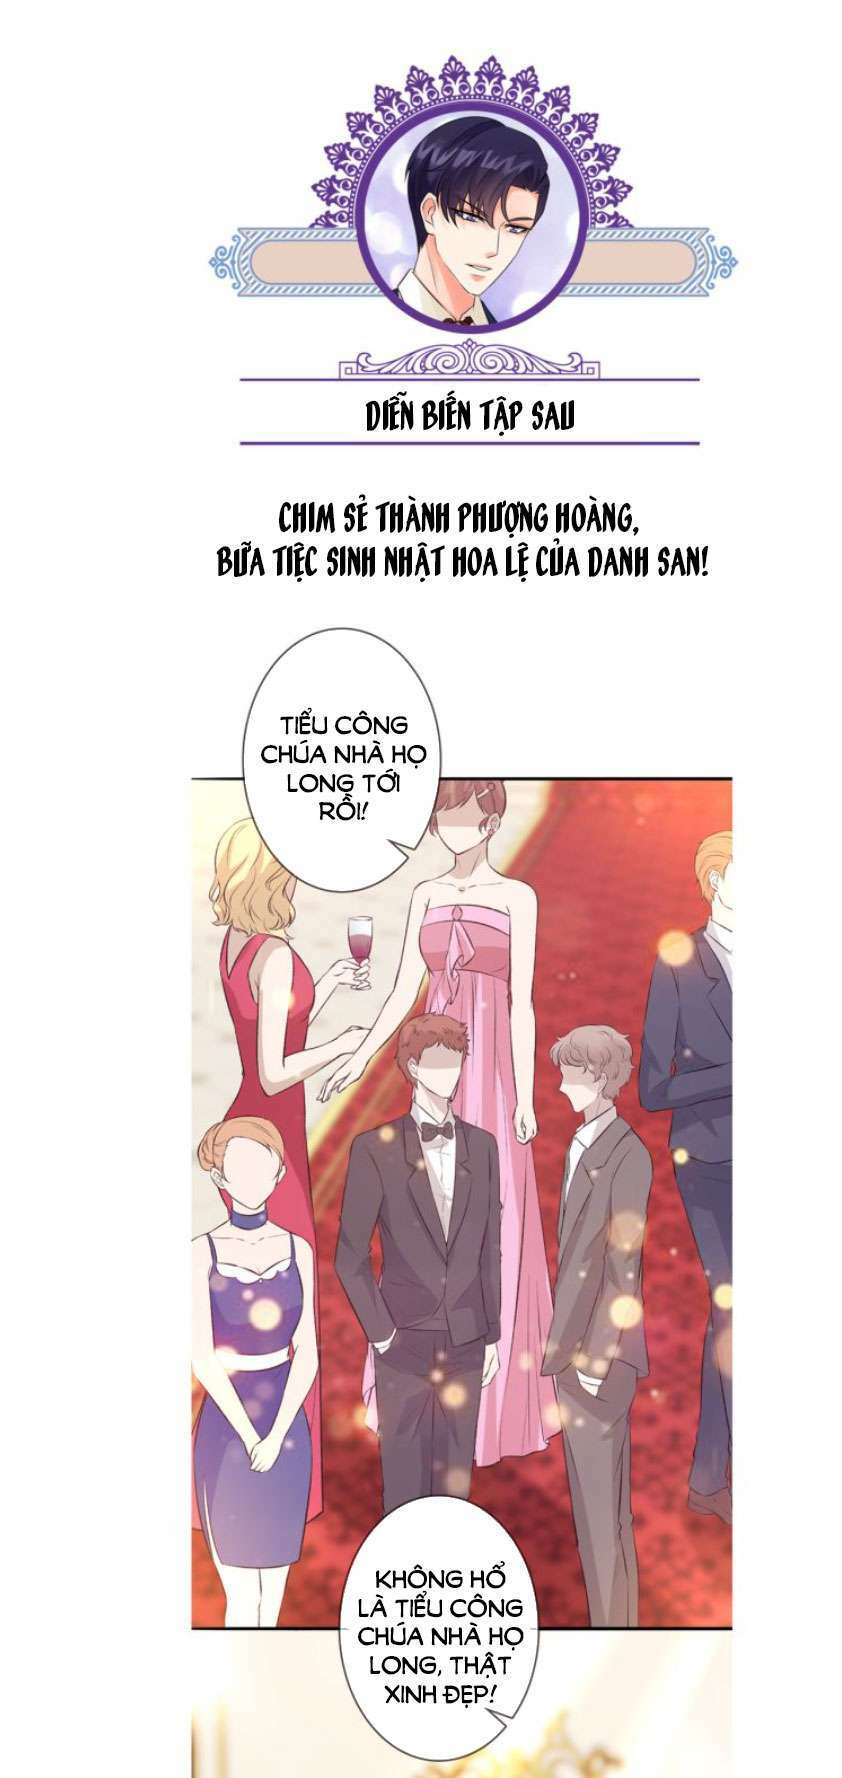 DIỄN BIẾN TẬP SAU
CHIM SẺ THÀNH PHƯỢNG HOÀNG,
BỮA TIỆC SINH NHẬT HOA LỆ CỦA DANH SAN!
TIỂU CÔNG
CHÚA NHÀ HỌ
LONG TỚI
RỒI!
KHÔNG HỔ
LÀ TIỂU CÔNG
CHÚA NHÀ HỌ
LONG, THẬT
XINH ĐẸP!